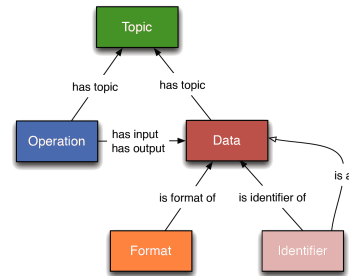 Topic
has topic
has topic
Operation
has input
has output
Data
is a
is format of
is identifier of
Format
Identifier